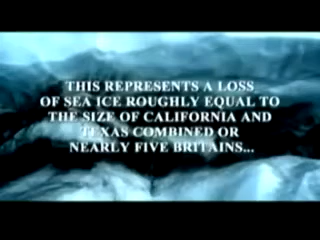 THIS REPRESENTS A LOSS
OF SEA ICE ROUGHLY EQUAL TO
THE SIZE OF CALIFORNIA AND
TEXAS COMBINED OR
NEARLY FIVE BRITAINS...